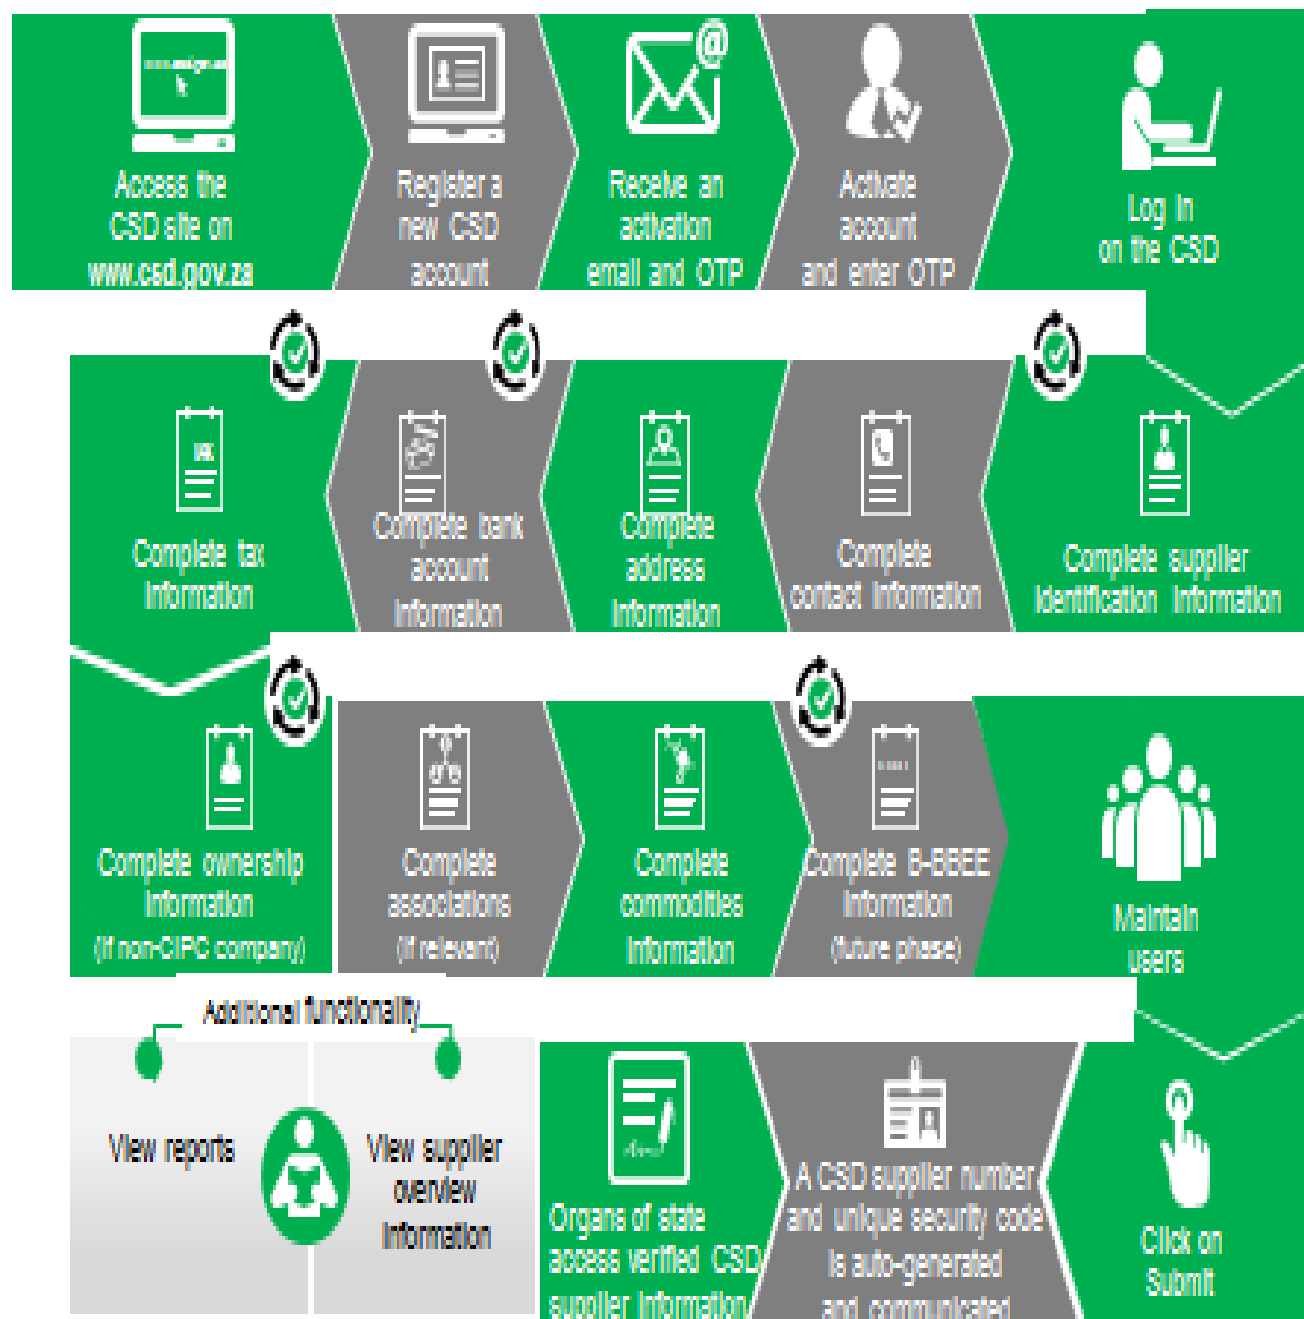 Access the
CSD site on
www.csd.gov.za
Register a
new CSD
account
Receive an
activation
email and OTP
Activate
account
and enter OTP
Log in
on the CSD
Complete supplier
identification information
Complete
contact information
Complete
address
information
Complete bank
account
information
TAX
Complete tax
information
Complete ownership
information
(if non-CIPC company)
Complete
associations
(if relevant)
Complete
commodities
information
Complete B-BBEE
information
(future phase)
Maintain
users
Click on
Submit
A CSD supplier number
and unique security code
is auto-generated
and communicated
Organs of state
access verified CSD
supplier information
Additional functionality
View reports
View supplier
overview
information